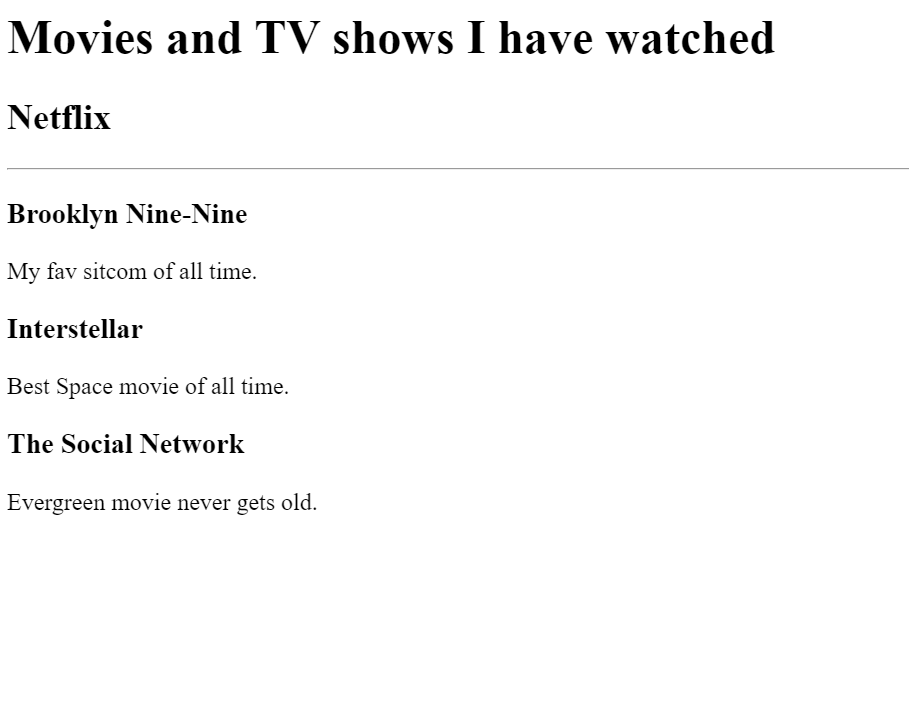 Movies and TV shows I have watched
Netflix
Brooklyn Nine-Nine
My fav sitcom of all time.
Interstellar
Best Space movie of all time.
The Social Network
Evergreen movie never gets old.